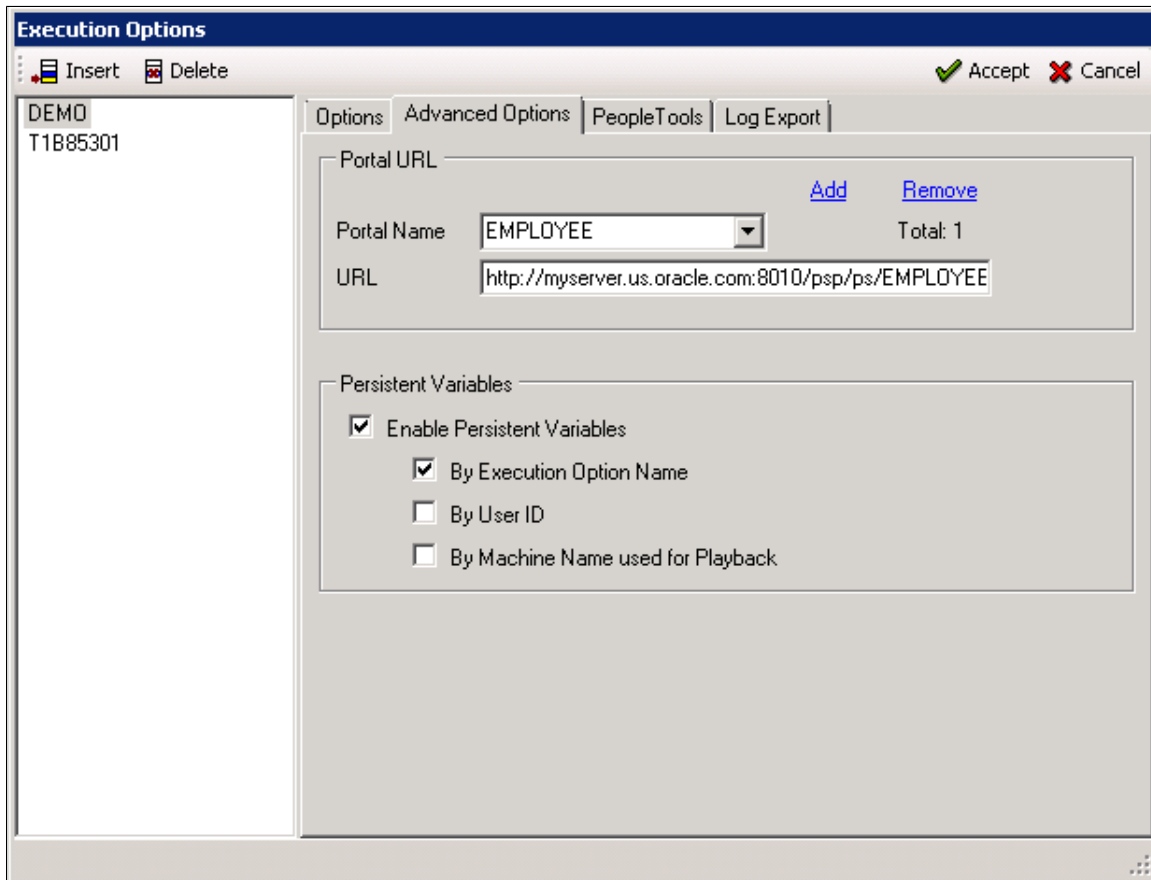 Execution Options
Insert Delete Accept Cancel
DEMO
T1B85301
Options Advanced Options PeopleTools Log Export
Portal URL
Add Remove
Portal Name EMPLOYEE Total: 1
URL http://myserver.us.oracle.com:8010/psp/ps/EMPLOYEE
Persistent Variables
Enable Persistent Variables
By Execution Option Name
By User ID
By Machine Name used for Playback